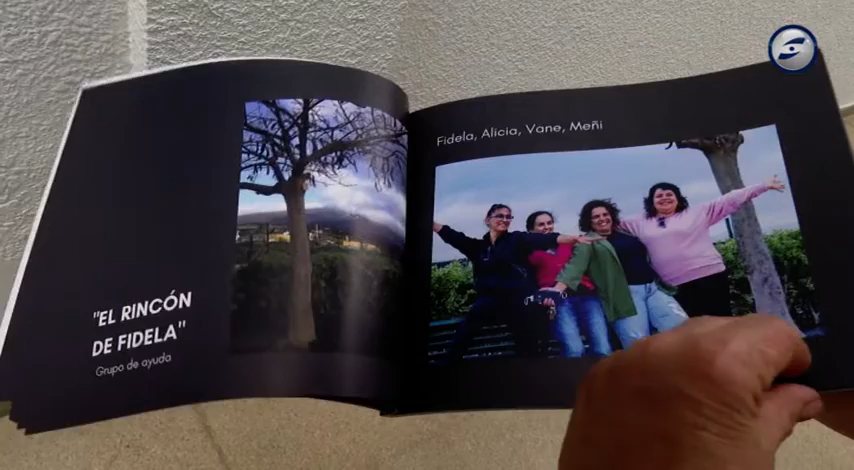 "EL RINCÓN
DE FIDELA"
Grupo de ayuda
Fidela, Alicia, Vane, Meñi